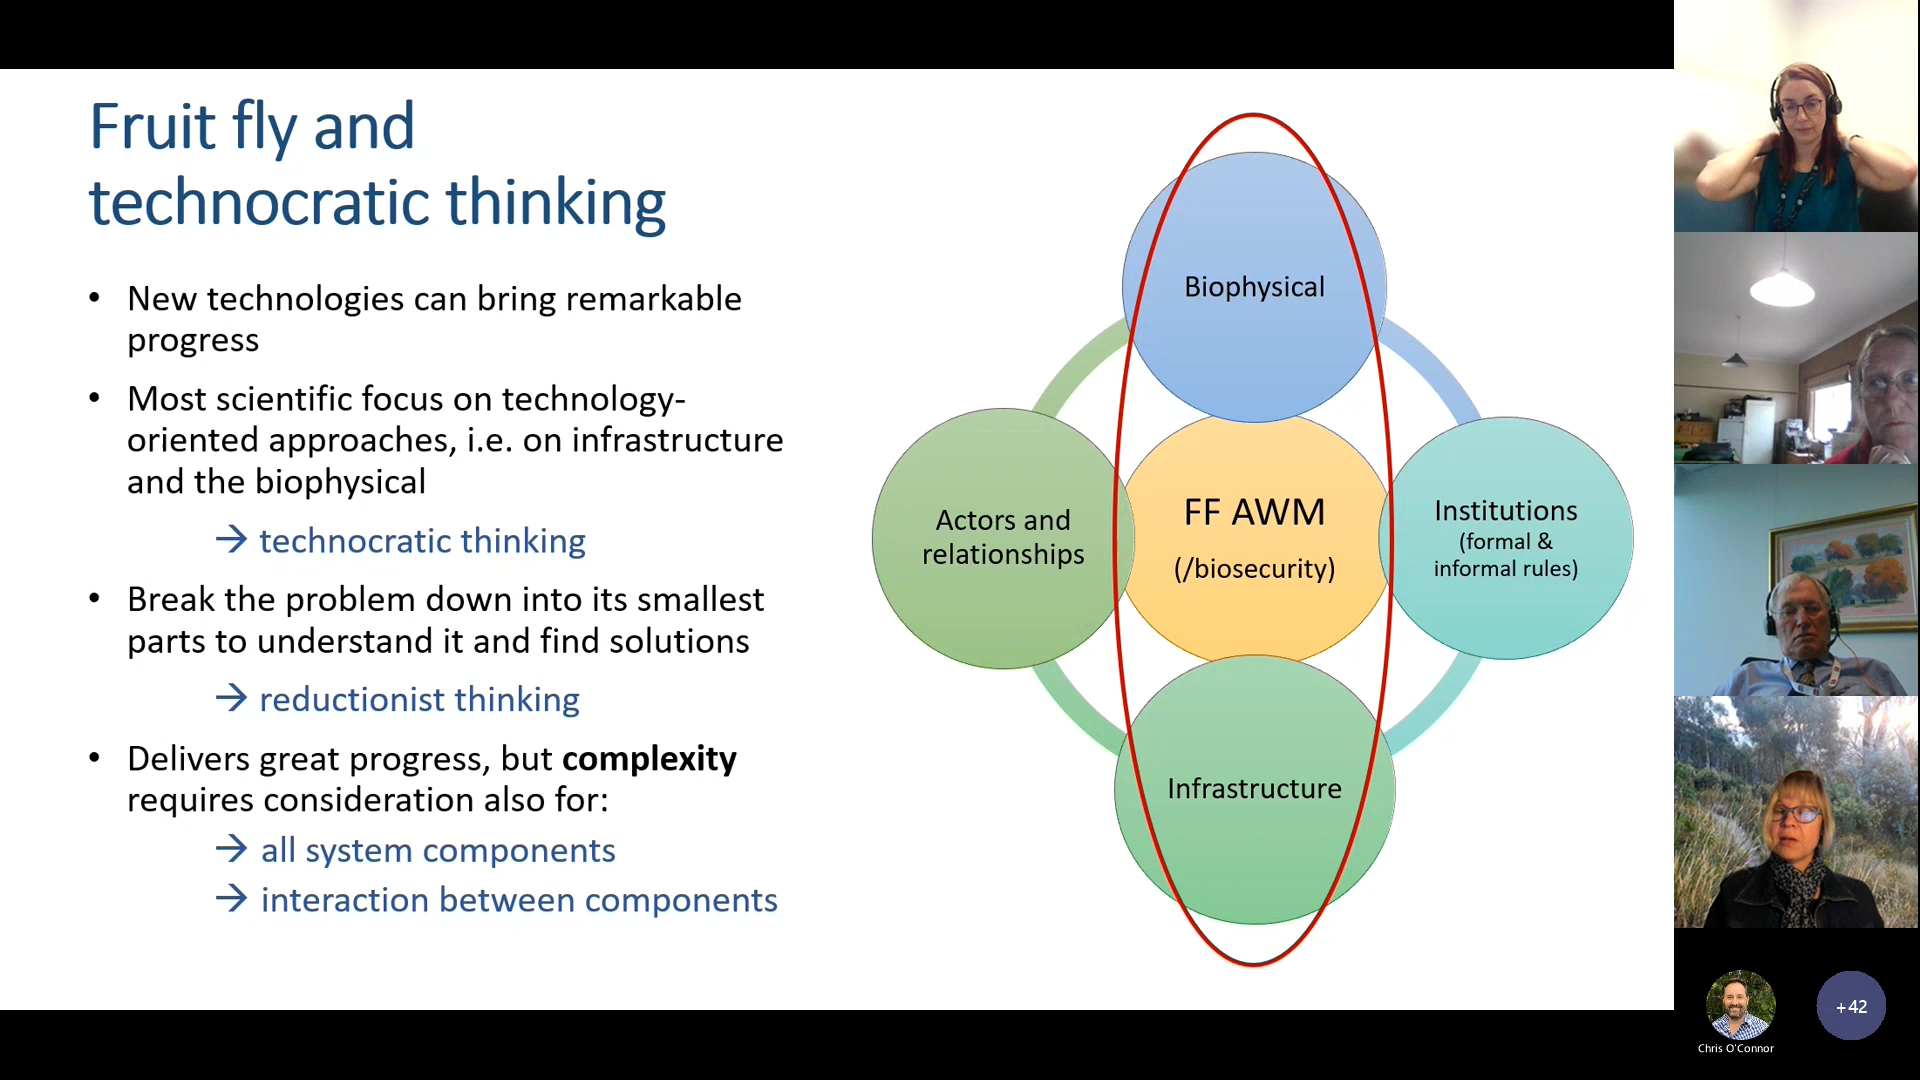 Fruit fly and
technocratic thinking
• New technologies can bring remarkable
progress
• Most scientific focus on technology-
oriented approaches, i.e. on infrastructure
and the biophysical
→ technocratic thinking
• Break the problem down into its smallest
parts to understand it and find solutions
→ reductionist thinking
• Delivers great progress, but complexity
requires consideration also for:
→ all system components
→ interaction between components
Biophysical
Actors and
relationships
FF AWM
(/biosecurity)
Institutions
(formal &
informal rules)
Infrastructure
+42
Chris O'Connor